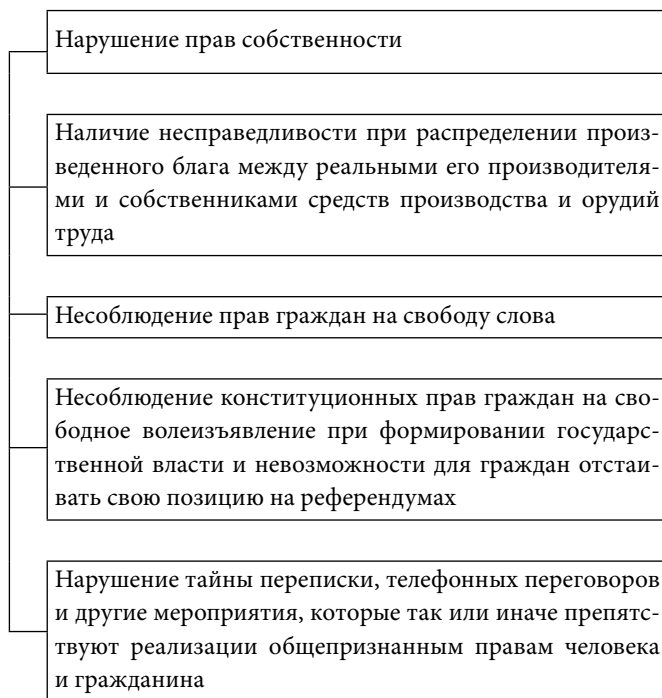 Нарушение прав собственности
Наличие несправедливости при распределении произ-
веденного блага между реальными его производителя-
ми и собственниками средств производства и орудий
труда
Несоблюдение прав граждан на свободу слова
Несоблюдение конституционных прав граждан на сво-
бодное волеизъявление при формировании государс-
твенной власти и невозможности для граждан отстаи-
вать свою позицию на референдумах
Нарушение тайны переписки, телефонных переговоров
и другие мероприятия, которые так или иначе препятс-
твуют реализации общепризнанным правам человека
и гражданина